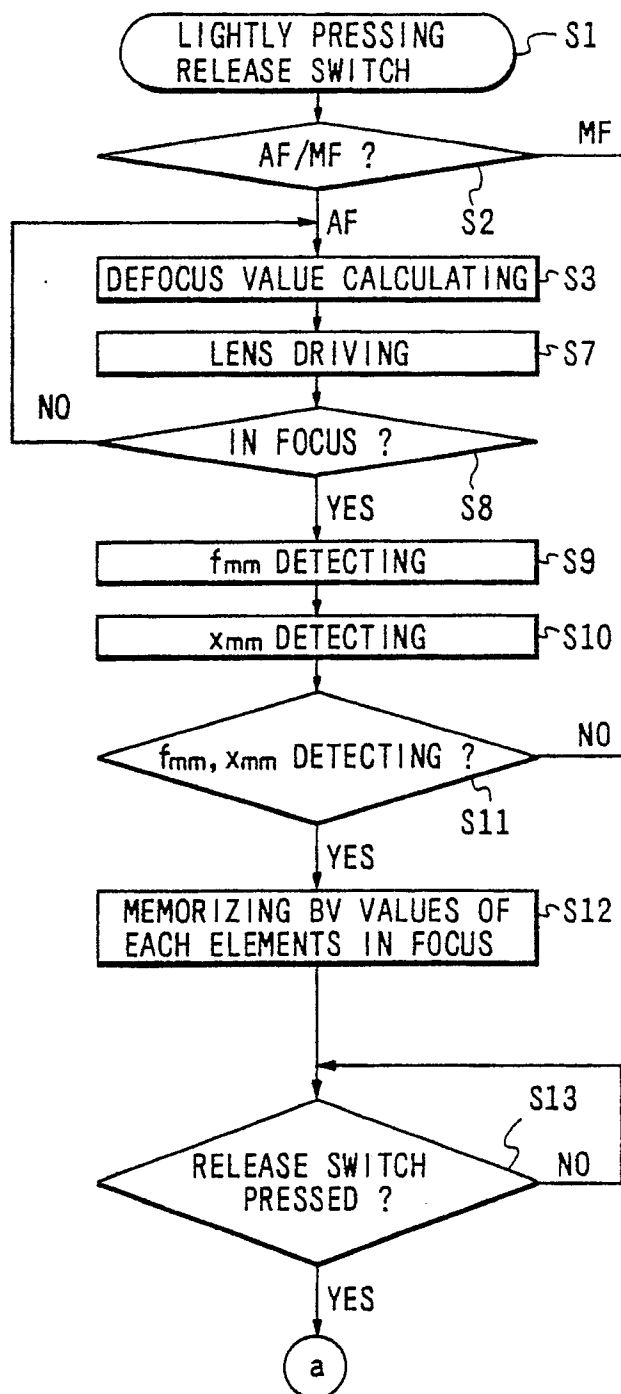 LIGHTLY PRESSING
RELEASE SWITCH
S1
AF/MF ?
MF
S2
AF
DEFOCUS VALUE CALCULATING
S3
LENS DRIVING
S7
NO
IN FOCUS ?
S8
YES
fmm DETECTING
S9
xmm DETECTING
S10
fmm, xmm DETECTING ?
NO
S11
YES
MEMORIZING BV VALUES OF
EACH ELEMENTS IN FOCUS
S12
S13
RELEASE SWITCH
PRESSED ?
NO
YES
a